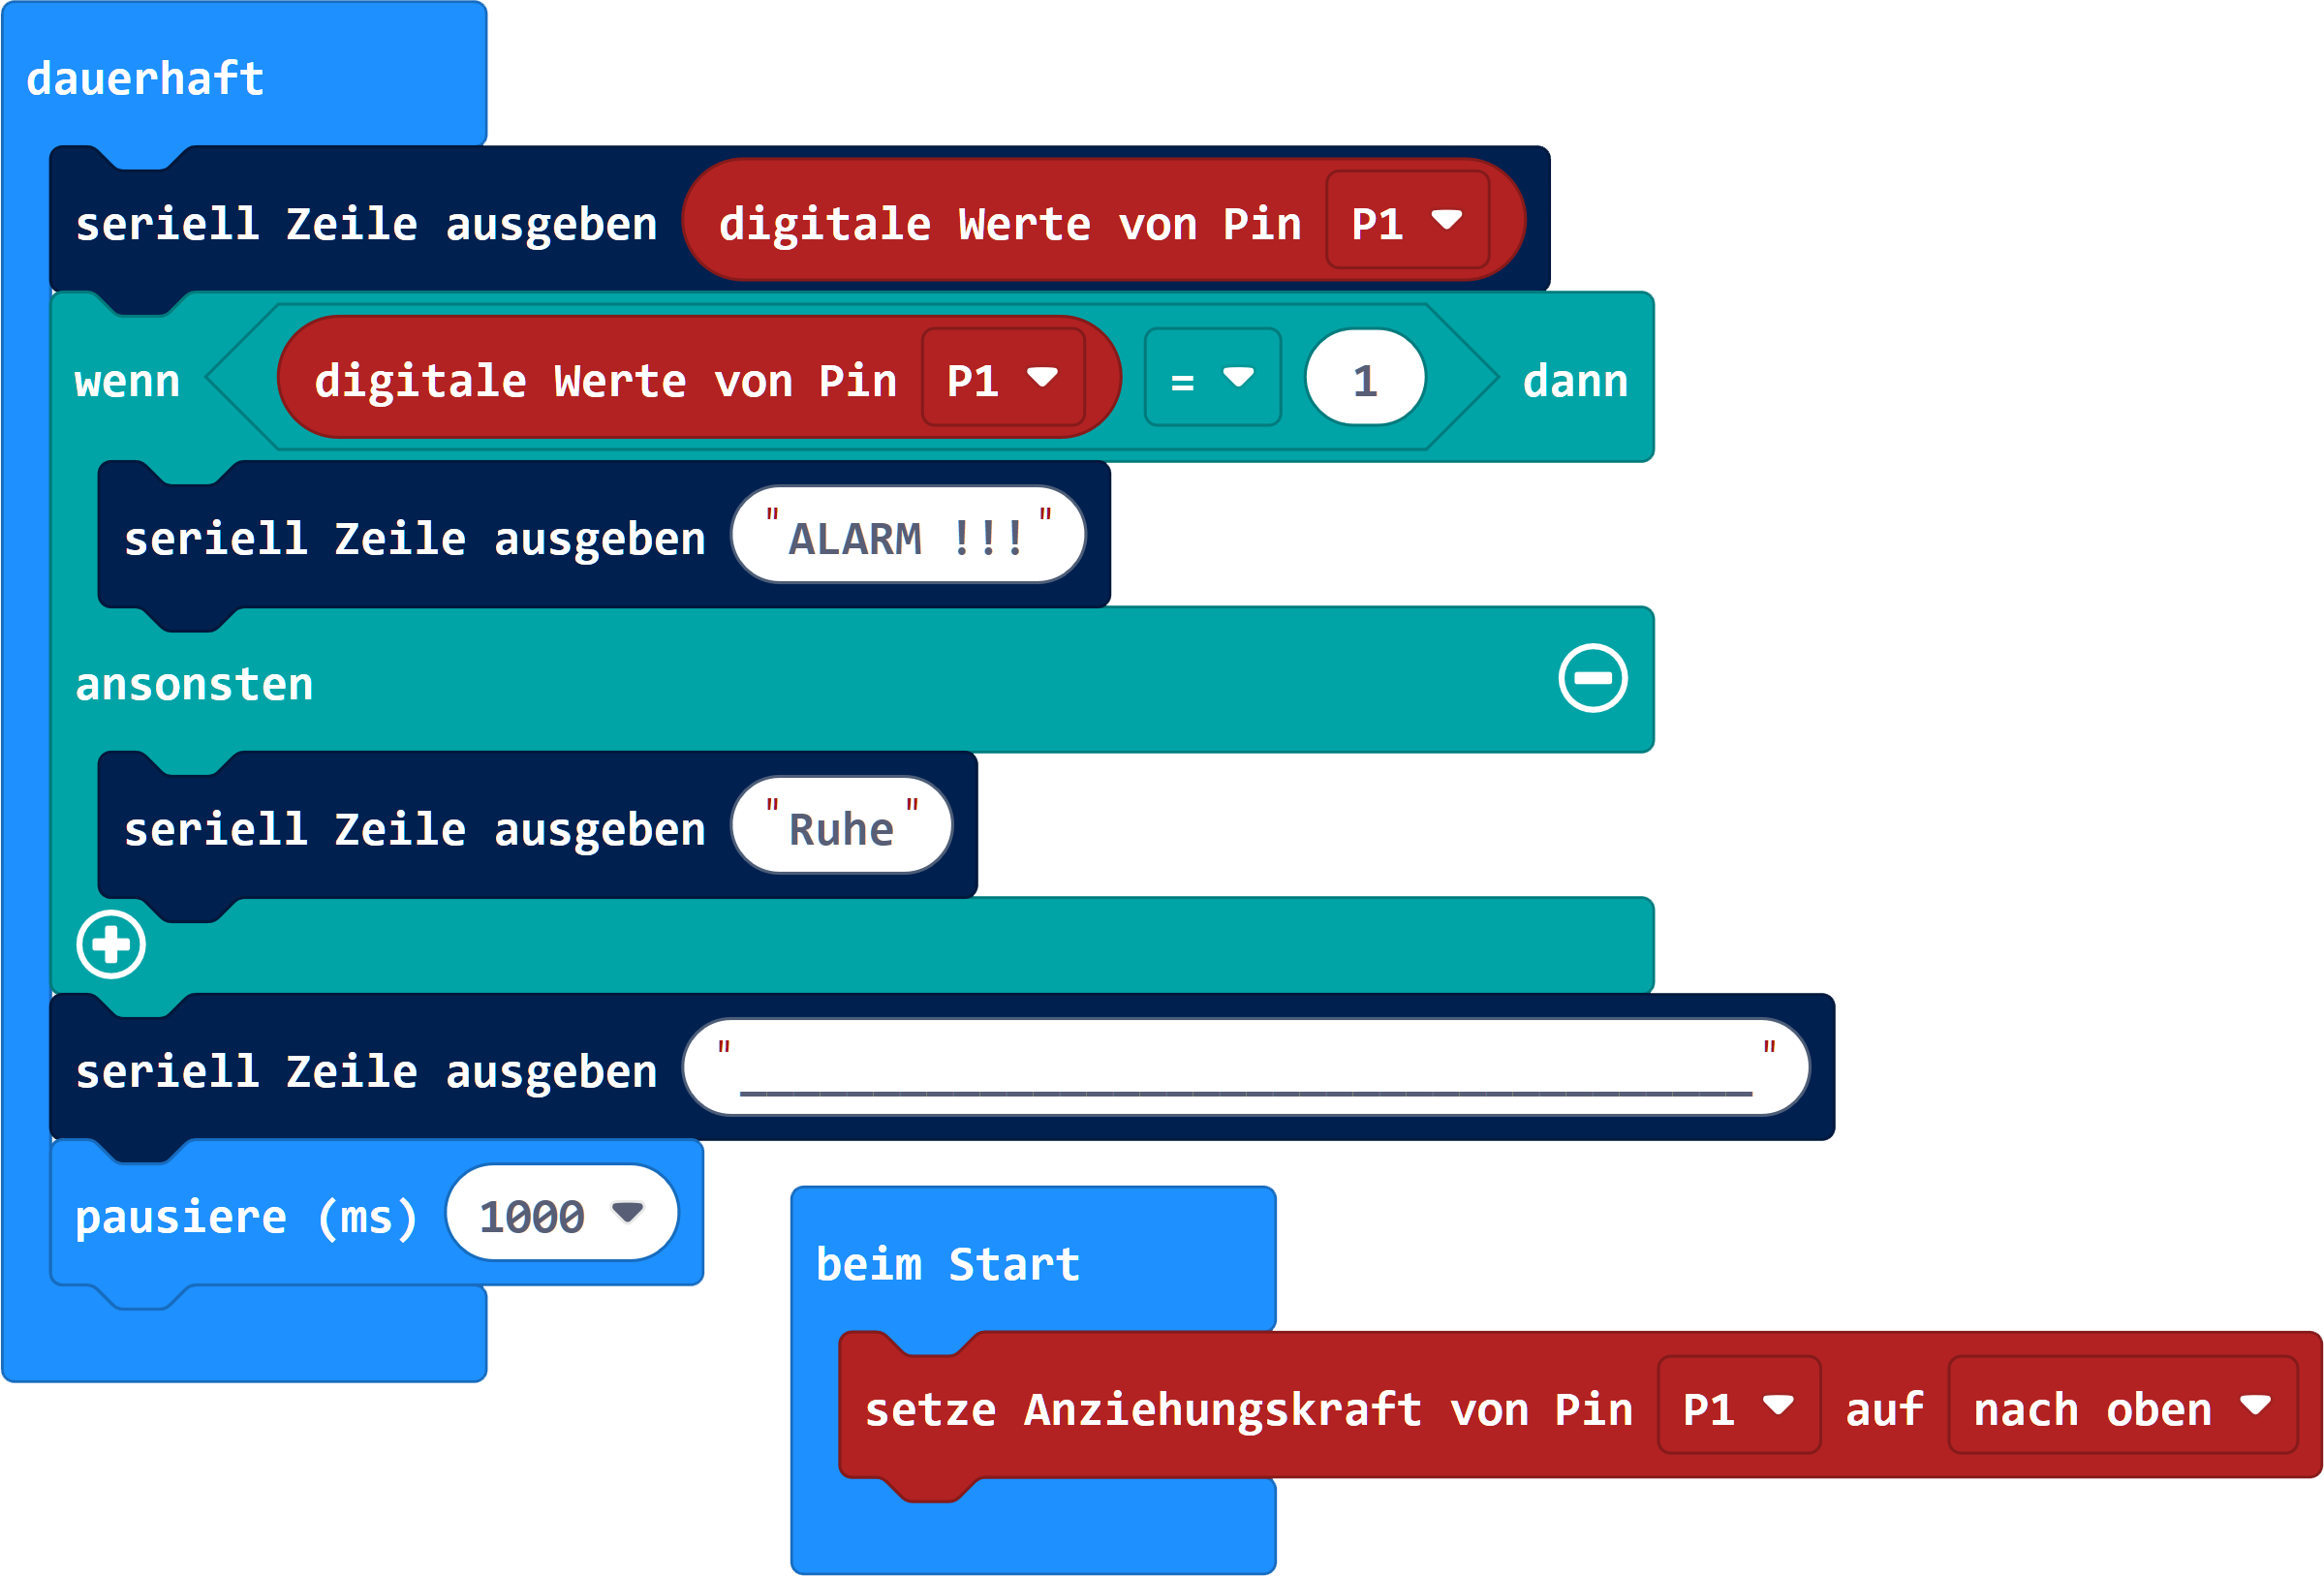 dauerhaft
seriell Zeile ausgeben digitale Werte von Pin P1
wenn digitale Werte von Pin P1 = 1 dann
seriell Zeile ausgeben "ALARM !!!"
ansonsten
seriell Zeile ausgeben "Ruhe"
seriell Zeile ausgeben "______________________________________"
pausiere (ms) 1000
beim Start
setze Anziehungskraft von Pin P1 auf nach oben